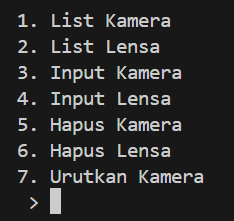 1. List Kamera
2. List Lensa
3. Input Kamera
4. Input Lensa
5. Hapus Kamera
6. Hapus Lensa
7. Urutkan Kamera
>